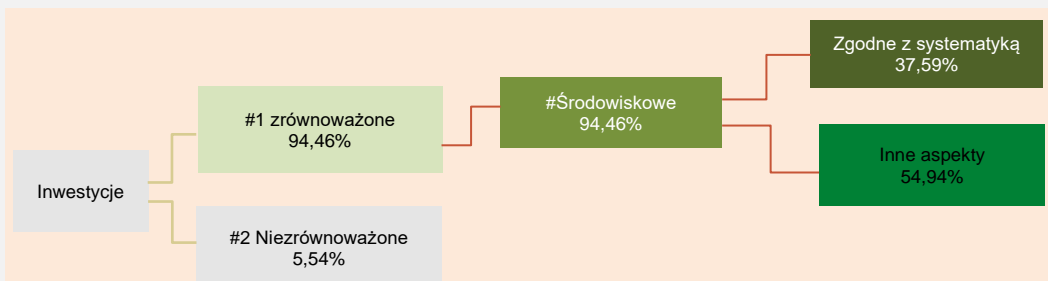 Inwestycje
#1 zrównoważone
94,46%
#2 Niezrównoważone
5,54%
#Środowiskowe
94,46%
Zgodne z systematyką
37,59%
Inne aspekty
54,94%